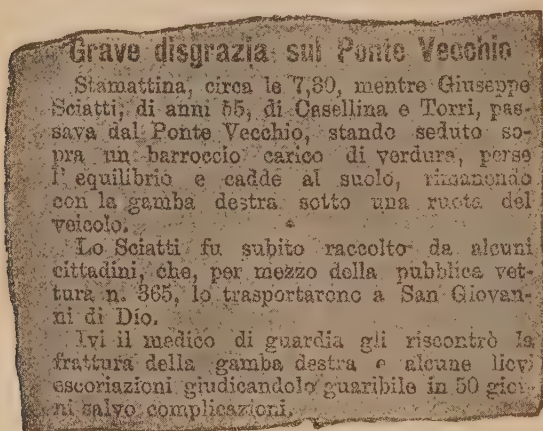 Grave disgrazia sul Ponte Vecchio
Stamattina, circa le 7,30, mentre Giuseppe
Sciatti, di anni 55, di Casellina e Torri, pas-
sava dal Ponte Vecchio, stando seduto so-
pra un barroccio carico di verdura, perse
l' equilibrio e cadde al suolo, rimanendo
con la gamba destra sotto una ruota del
veicolo.
Lo Sciatti fu subito raccolto da alcuni
cittadini, che, per mezzo della pubblica vet-
tura n. 365, lo trasportarono a San Giovan-
ni di Dio.
Ivi il medico di guardia gli riscontrò la
frattura della gamba destra e alcune lievi
escoriazioni giudicandolo guaribile in 50 gior-
ni salvo complicazioni.